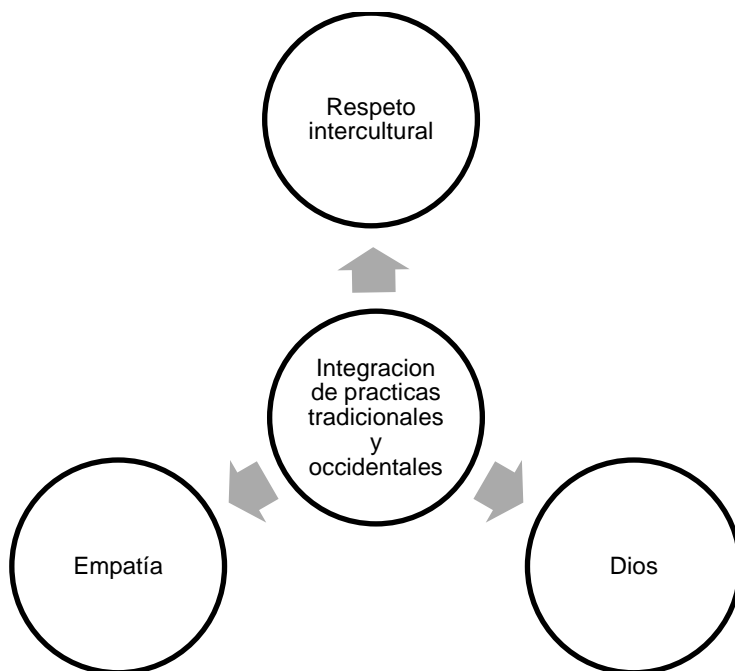 Respeto
intercultural
Integracion
de practicas
tradicionales
y
occidentales
Empatía
Dios